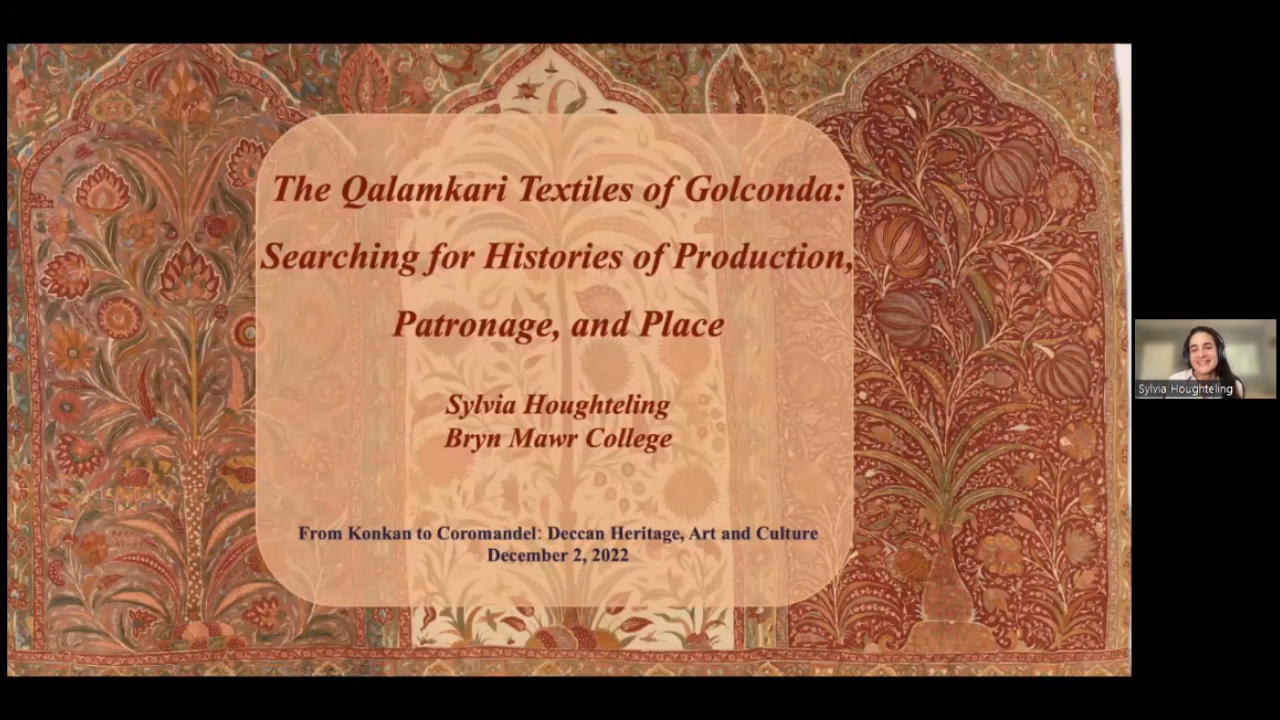 The Qalamkari Textiles of Golconda:
Searching for Histories of Production,
Patronage, and Place
Sylvia Houghteling
Bryn Mawr College
From Konkan to Coromandel: Deccan Heritage, Art and Culture
December 2, 2022
Sylvia Houghteling